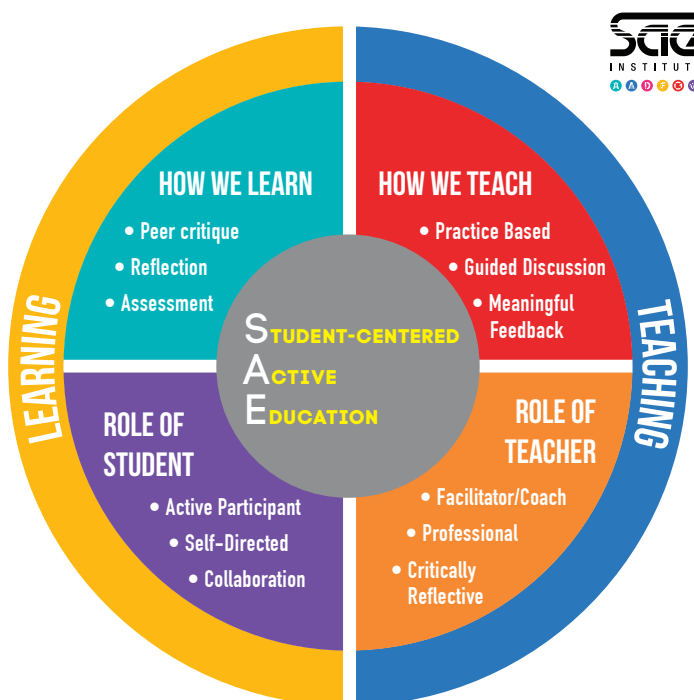 SAE
INSTITUT
HOW WE LEARN
• Peer critique
• Reflection
• Assessment
HOW WE TEACH
• Practice Based
• Guided Discussion
• Meaningful
Feedback
LEARNING
STUDENT-CENTERED
ACTIVE
EDUCATION
TEACHING
ROLE OF
STUDENT
• Active Participant
• Self-Directed
• Collaboration
ROLE OF
TEACHER
• Facilitator/Coach
• Professional
• Critically
Reflective